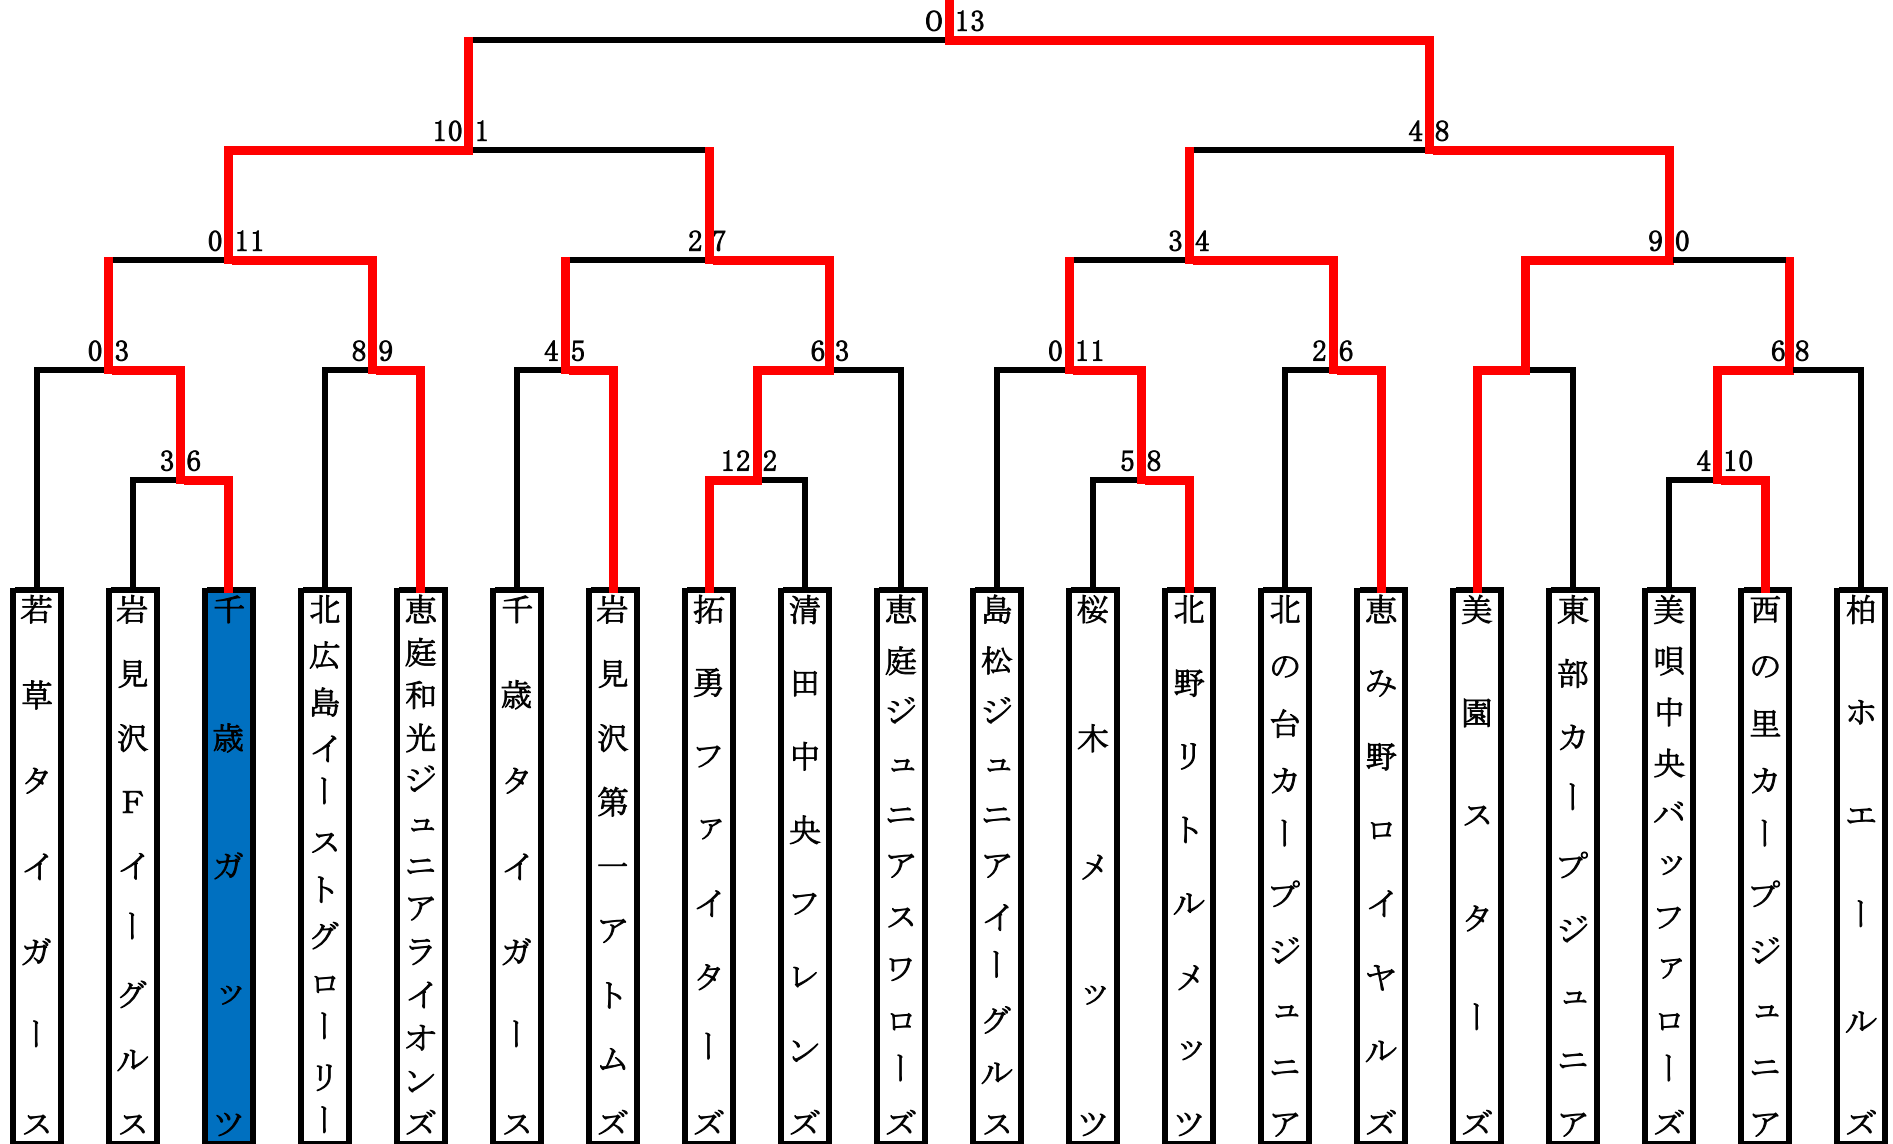 0 13
10 1
4 8
0 11
2 7
3 4
9 0
0 3
8 9
4 5
6 3
0 11
2 6
6 8
3 6
12 2
5 8
4 10
若草タイガース
岩見沢Fイーグルス
千歳ガッツ
北広島イーストグローリー
恵庭和光ジュニアライオンズ
千歳タイガース
岩見沢第一アトムズ
拓勇ファイターズ
清田中央フレンズ
恵庭ジュニアスワローズ
島松ジュニアイーグルス
桜木メッツ
北野リトルメッツ
北の台カープジュニア
恵み野ロイヤルズ
美園スターズ
東部カープジュニア
美唄中央バッファローズ
西の里カープジュニア
柏ホエールズ